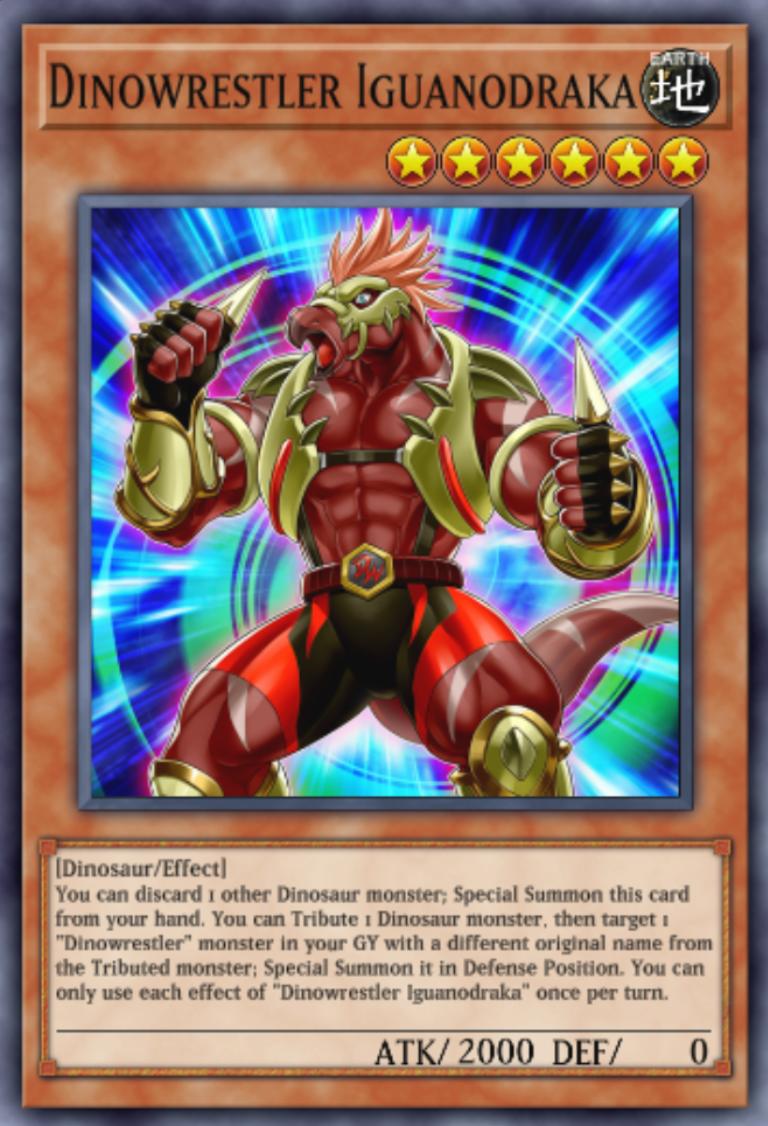 DINOWRESTLER IGUANODRAKA
EARTH
地
DW
[Dinosaur/Effect]
You can discard 1 other Dinosaur monster; Special Summon this card
from your hand. You can Tribute 1 Dinosaur monster, then target 1
"Dinowrestler" monster in your GY with a different original name from
the Tributed monster; Special Summon it in Defense Position. You can
only use each effect of "Dinowrestler Iguanodraka" once per turn.
ATK/ 2000 DEF/ 0